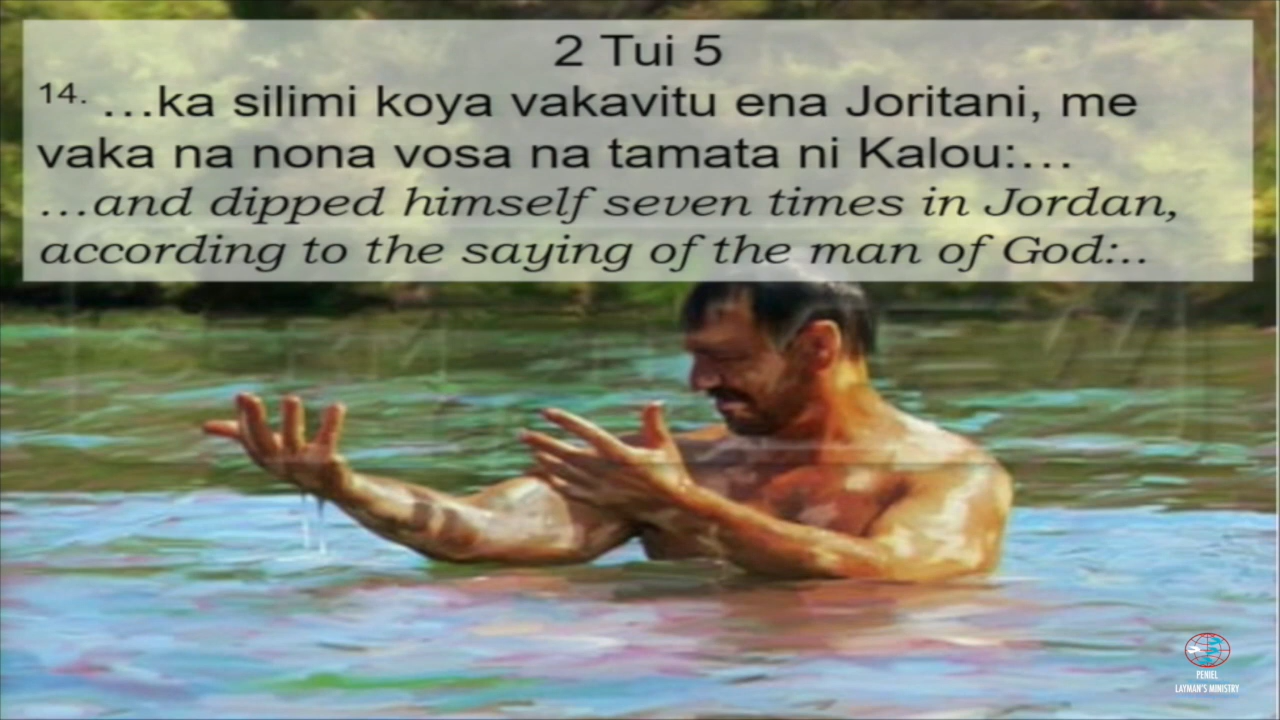 2 Tui 5
14. …ka silimi koya vakavitu ena Joritani, me
vaka na nona vosa na tamata ni Kalou:…
…and dipped himself seven times in Jordan,
according to the saying of the man of God:..
PENIEL
LAYMAN'S MINISTRY